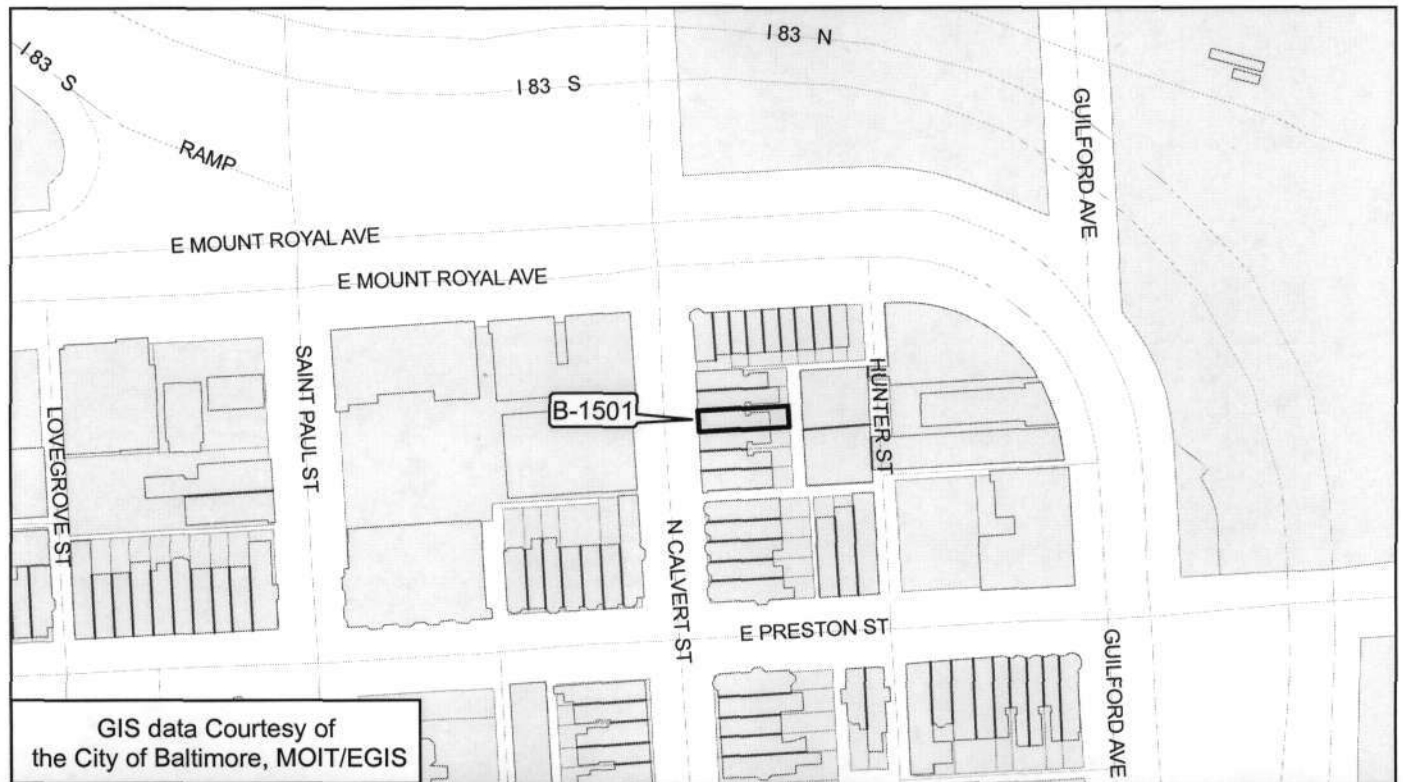 I 83 N
I 83 S
I 83 S
RAMP
GUILFORD AVE
E MOUNT ROYAL AVE
E MOUNT ROYAL AVE
LOVEGROVE ST
SAINT PAUL ST
B-1501
HUNTER ST
N CALVERT ST
E PRESTON ST
GUILFORD AVE
GIS data Courtesy of
the City of Baltimore, MOIT/EGIS